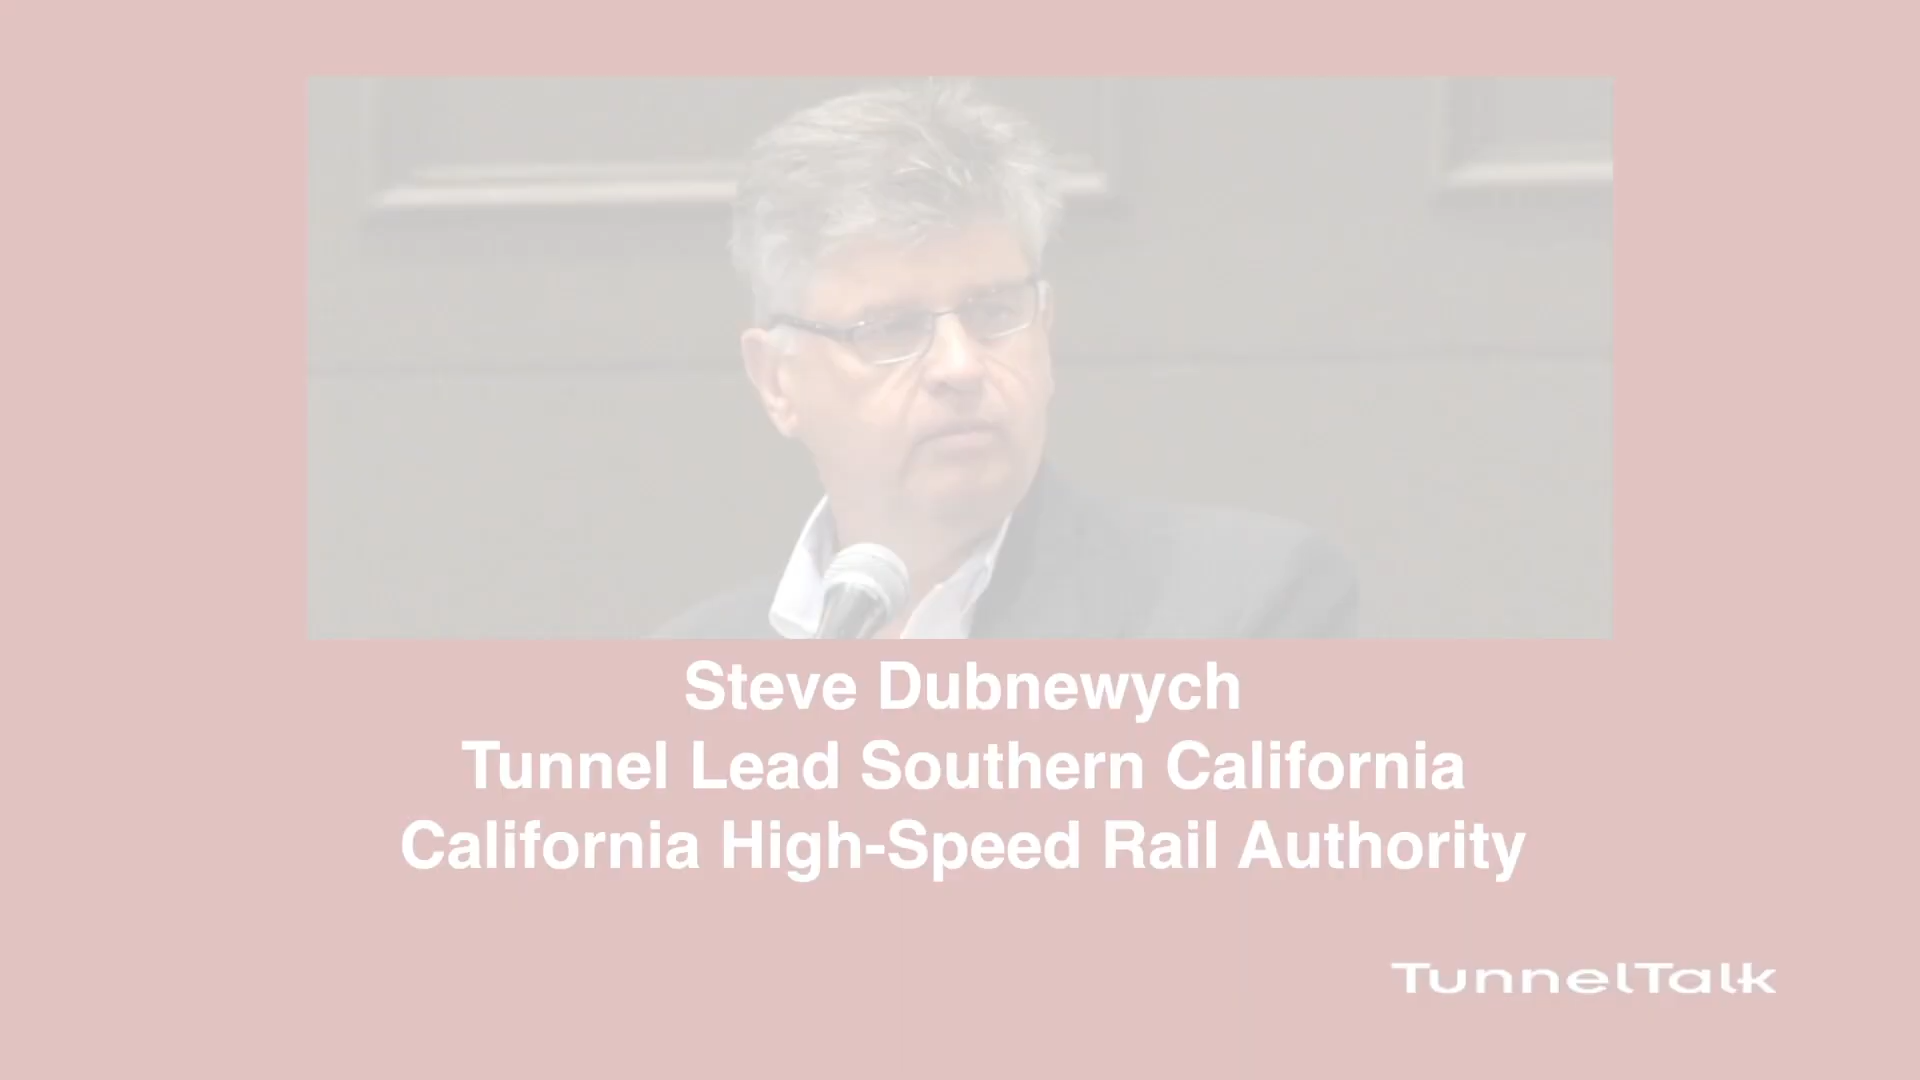 Steve Dubnewych
Tunnel Lead Southern California
California High-Speed Rail Authority
TunnelTalk